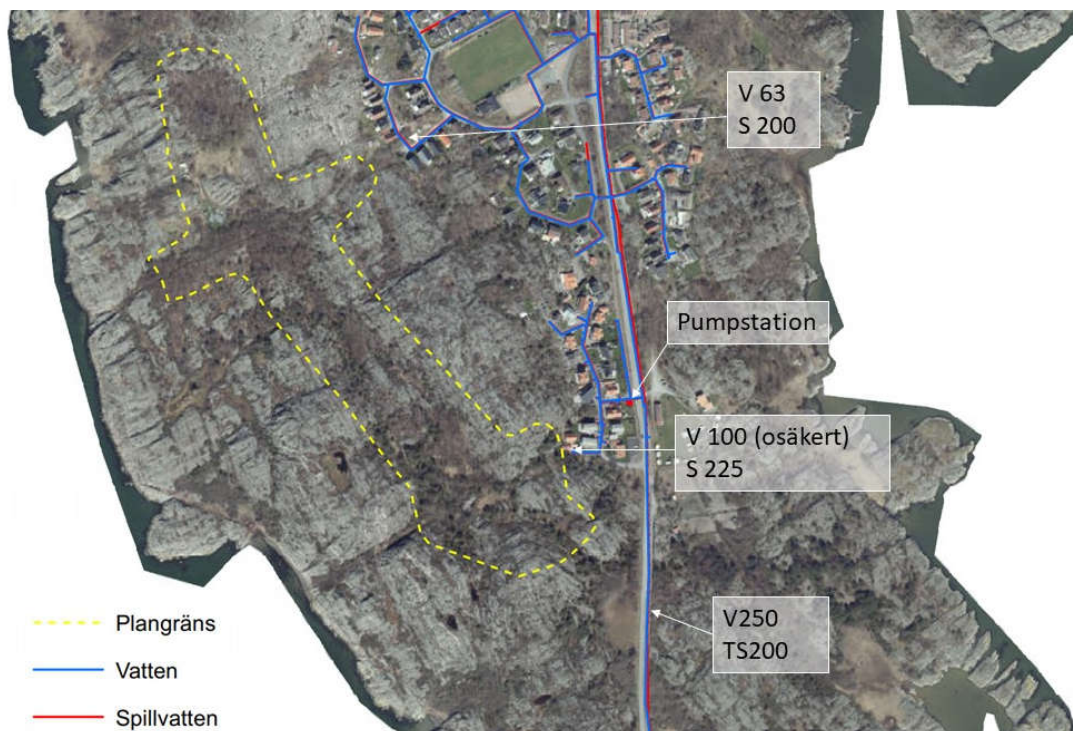 V 63
S 200
Pumpstation
V 100 (osäkert)
S 225
V250
TS200
Plangräns
Vatten
Spillvatten